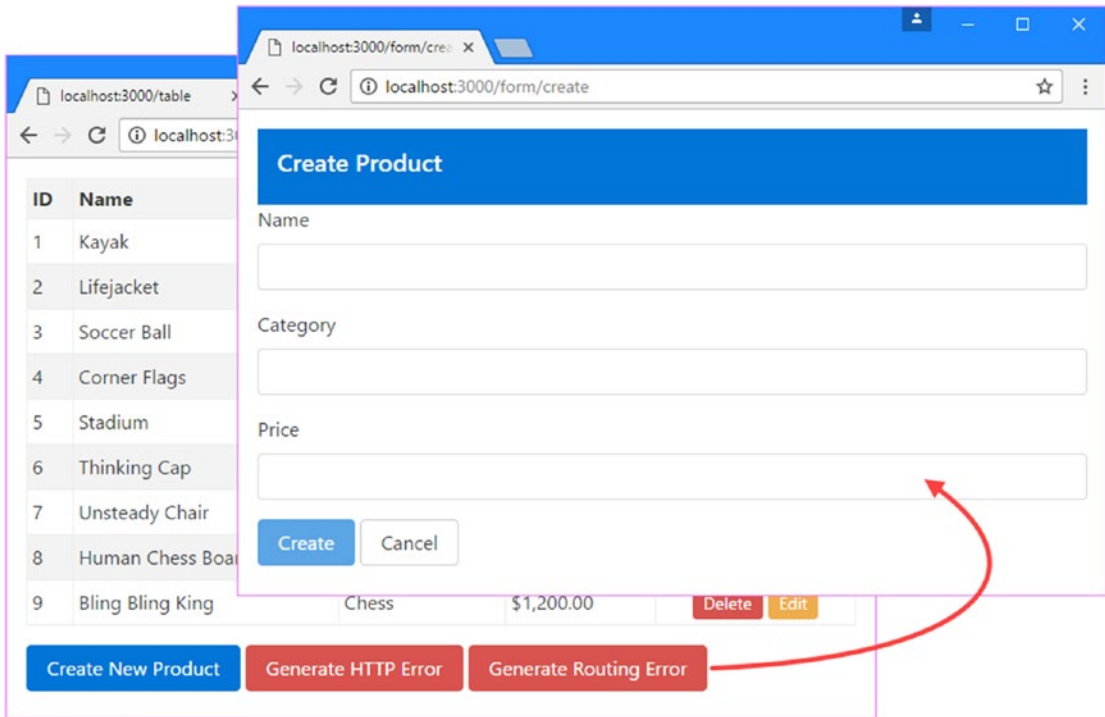 localhost:3000/form/crea
localhost:3000/form/create
Create Product
Name
Category
Price
Create Cancel
localhost:3000/table
localhost:3
ID Name
1 Kayak
2 Lifejacket
3 Soccer Ball
4 Corner Flags
5 Stadium
6 Thinking Cap
7 Unsteady Chair
8 Human Chess Boa
9 Bling Bling King Chess $1,200.00 Delete Edit
Create New Product Generate HTTP Error Generate Routing Error